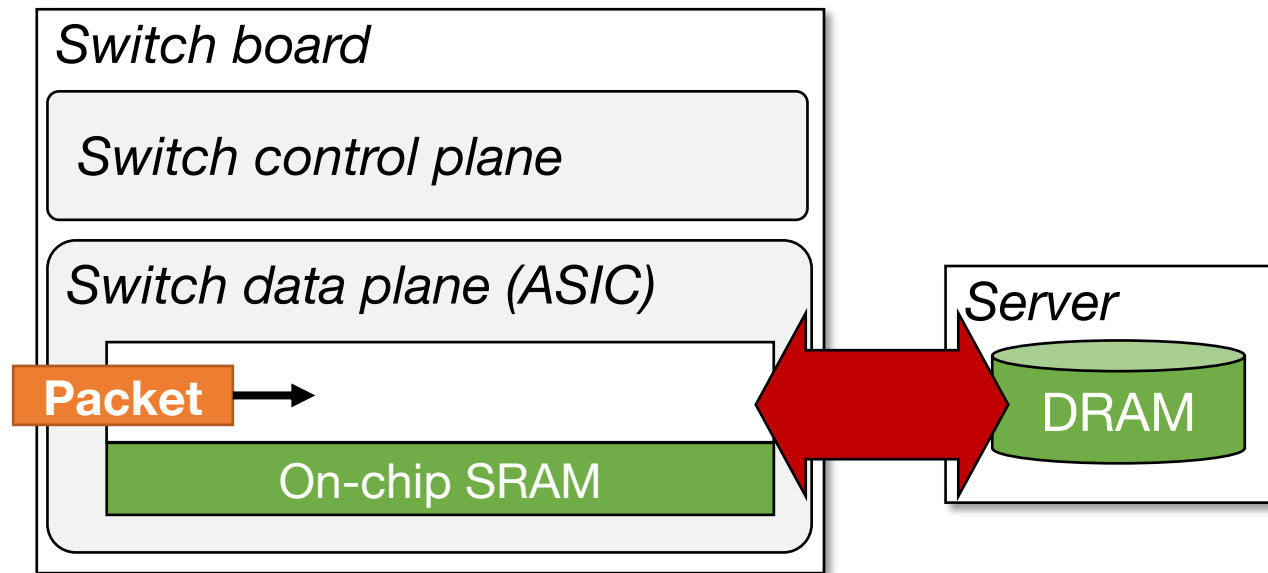 Switch board
Switch control plane
Switch data plane (ASIC)
Server
Packet
DRAM
On-chip SRAM